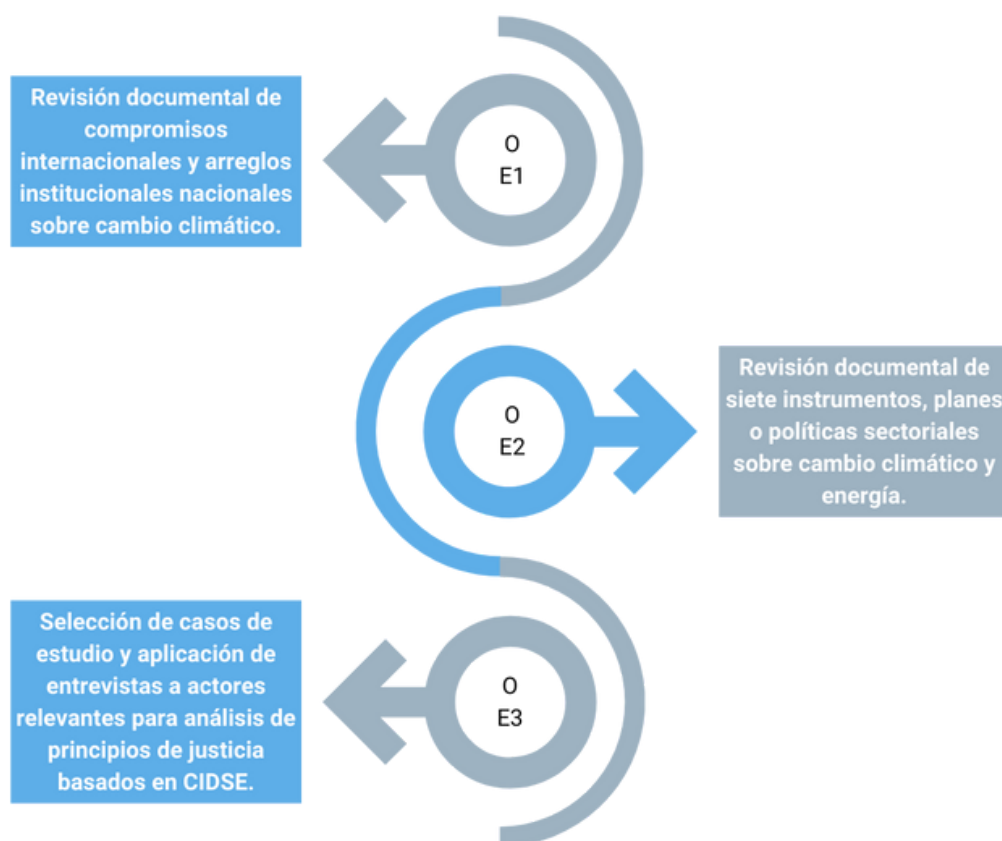 Revisión documental de
compromisos
internacionales y arreglos
institucionales nacionales
sobre cambio climático.
O
E1
O
E2
Revisión documental de
siete instrumentos, planes
o políticas sectoriales
sobre cambio climático y
energía.
Selección de casos de
estudio y aplicación de
entrevistas a actores
relevantes para análisis de
principios de justicia
basados en CIDSE.
O
E3